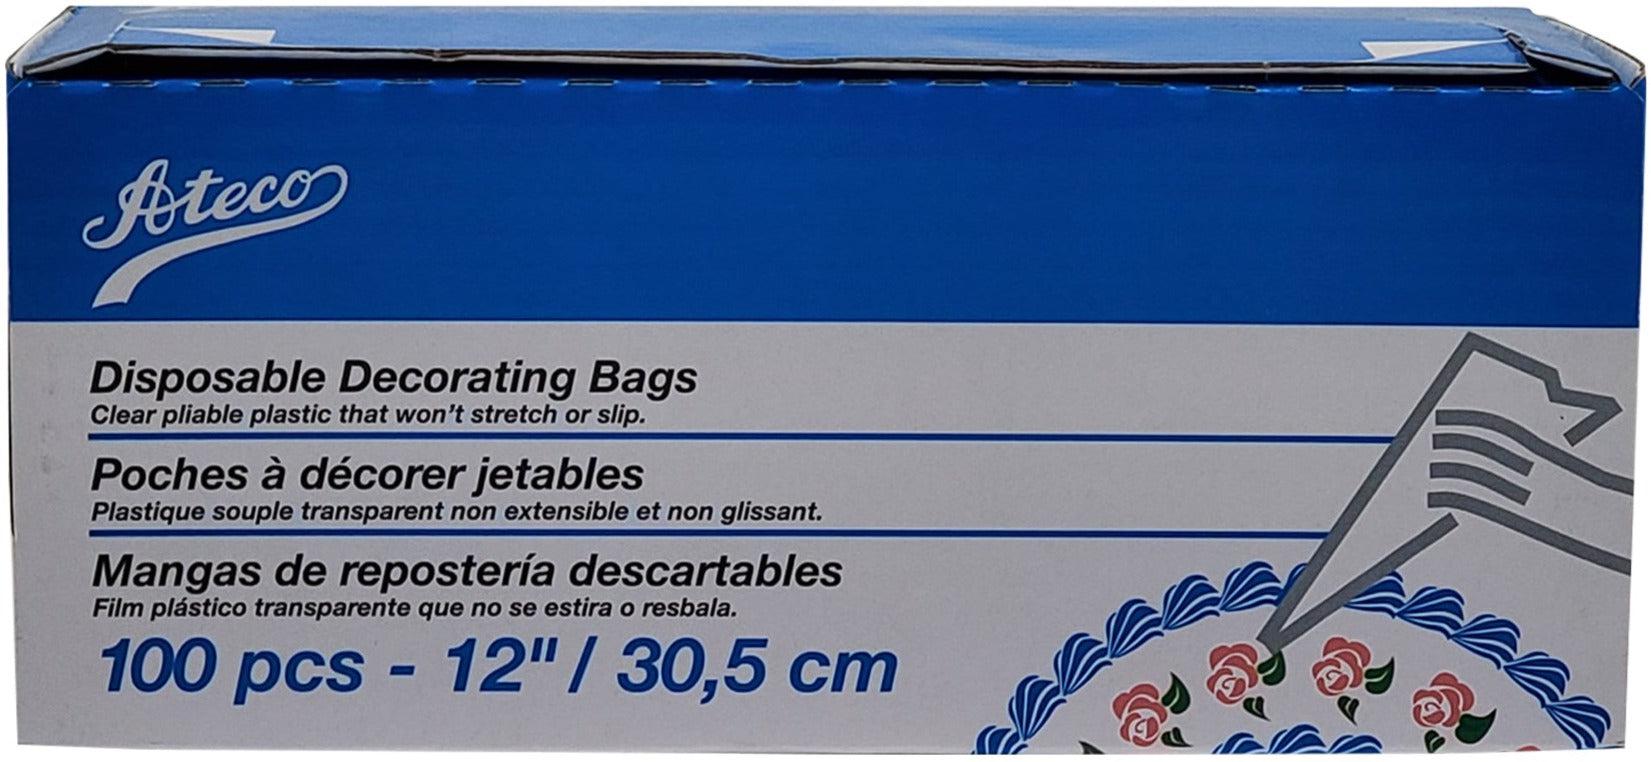 Ateco
Disposable Decorating Bags
Clear pliable plastic that won't stretch or slip.
Poches à décorer jetables
Plastique souple transparent non extensible et non glissant.
Mangas de repostería descartables
Film plástico transparente que no se estira o resbala.
100 pcs - 12" / 30,5 cm